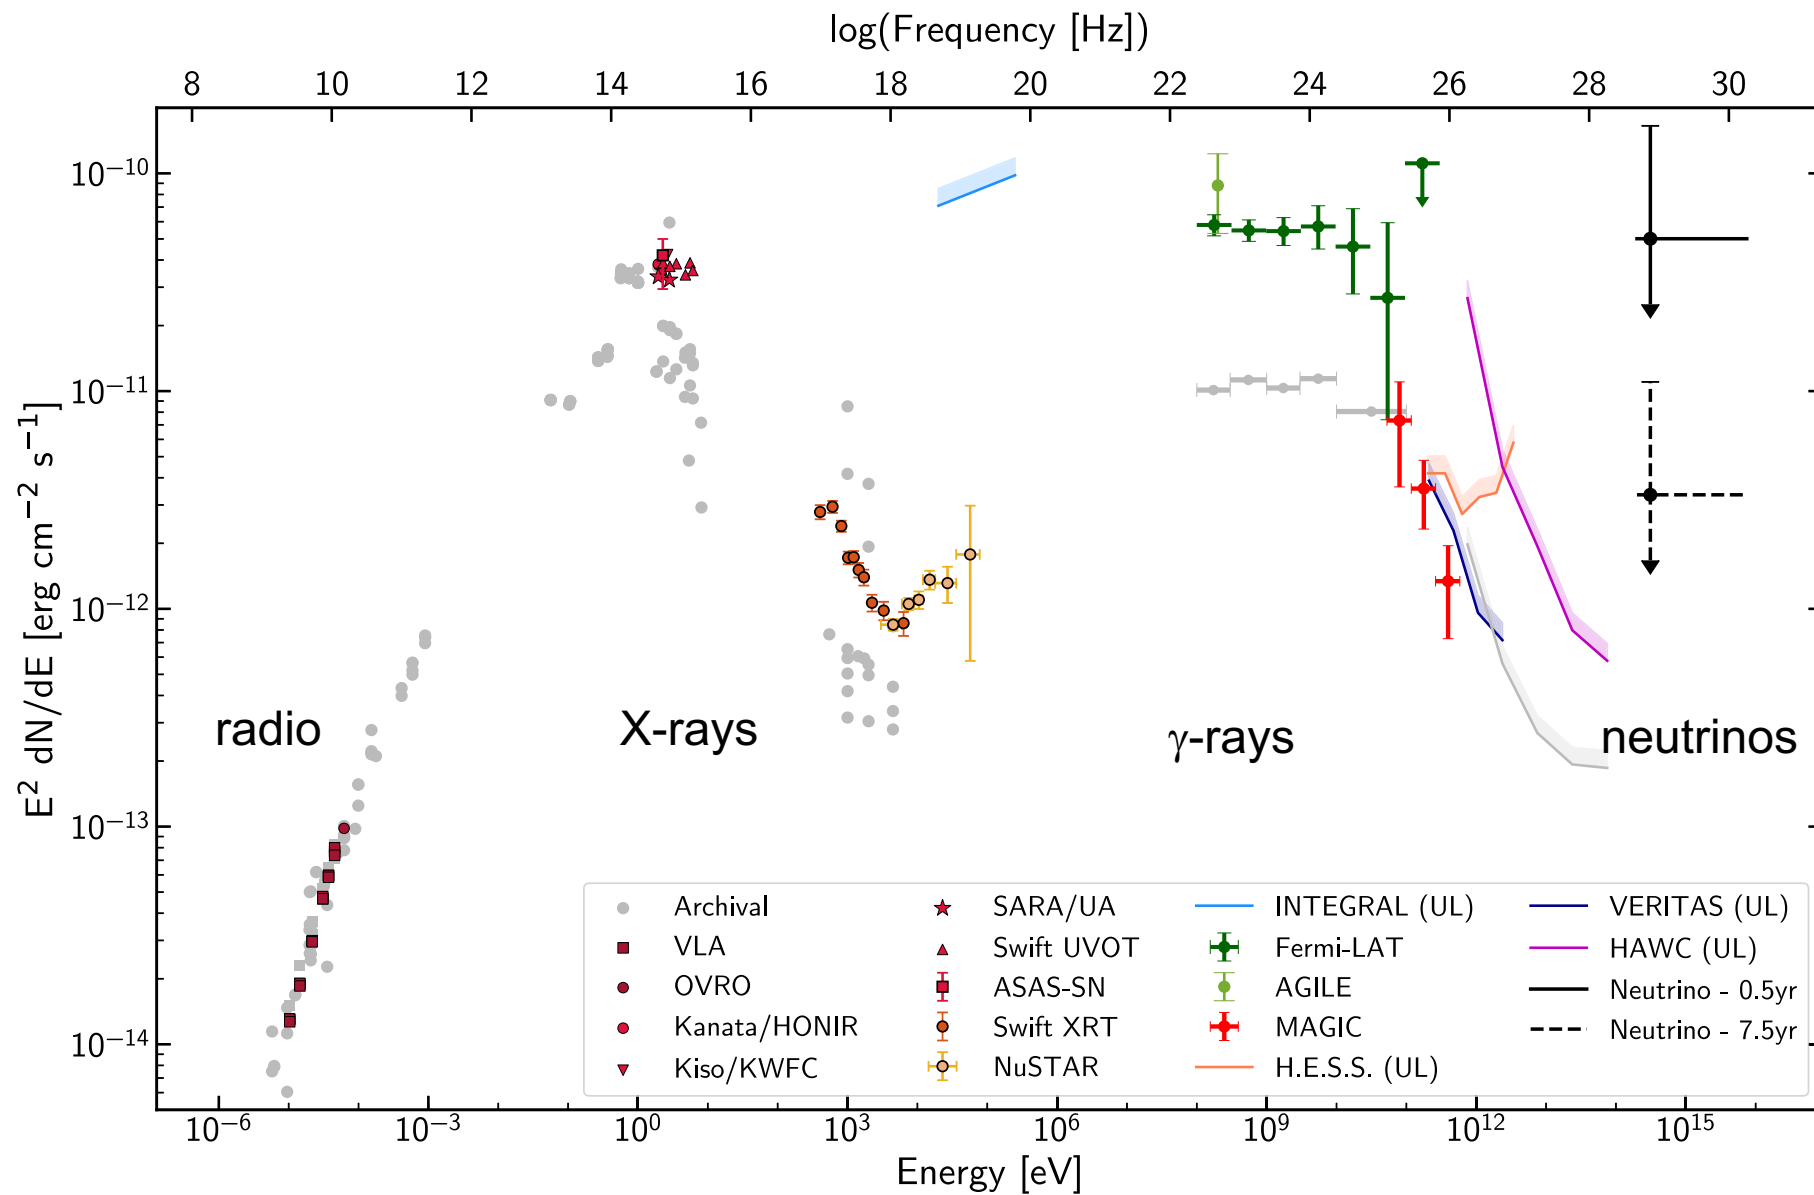 log(Frequency [Hz])
8 10 12 14 16 18 20 22 24 26 28 30
E² dN/dE [erg cm⁻² s⁻¹]
10⁻¹⁰
10⁻¹¹
10⁻¹²
10⁻¹³
10⁻¹⁴
radio X-rays γ-rays neutrinos
Archival SARA/UA INTEGRAL (UL) VERITAS (UL)
VLA Swift UVOT Fermi-LAT HAWC (UL)
OVRO ASAS-SN AGILE Neutrino - 0.5yr
Kanata/HONIR Swift XRT MAGIC Neutrino - 7.5yr
Kiso/KWFC NuSTAR H.E.S.S. (UL)
10⁻⁶ 10⁻³ 10⁰ 10³ 10⁶ 10⁹ 10¹² 10¹⁵
Energy [eV]